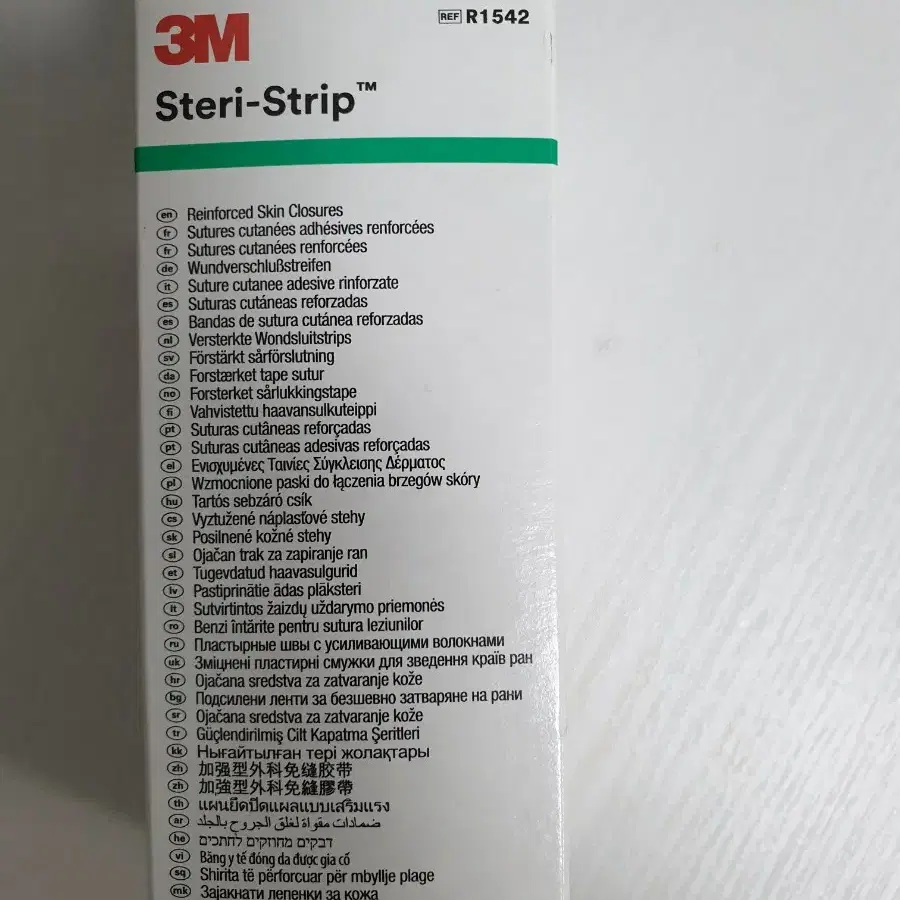 3M
REF R1542
Steri-Strip™
en Reinforced Skin Closures
fr Sutures cutanées adhésives renforcées
fr Sutures cutanées renforcées
de Wundverschlußstreifen
it Suture cutanee adesive rinforzate
es Suturas cutáneas reforzadas
es Bandas de sutura cutánea reforzadas
nl Versterkte Wondsluitstrips
sv Förstärkt sårförslutning
da Forstærket tape sutur
no Forsterket sårlukkingstape
fi Vahvistettu haavansulkuteippi
pt Suturas cutâneas reforçadas
pt Suturas cutâneas adesivas reforçadas
el Ενισχυμένες Ταινίες Σύγκλεισης Δέρματος
pl Wzmocnione paski do łączenia brzegów skóry
hu Tartós sebzáró csík
cs Vyztužené náplasťové stehy
sk Posilnené kožné stehy
sl Ojačan trak za zapiranje ran
et Tugevdatud haavasulgurid
lv Pastiprinātie ādas plāksteri
lt Sutvirtintos žaizdų uždarymo priemonės
ro Benzi întărite pentru sutura leziunilor
ru Пластырные швы с усиливающими волокнами
uk Зміцнені пластирні смужки для зведення країв ран
hr Ojačana sredstva za zatvaranje kože
bg Подсилени ленти за безшевно затваряне на рани
sr Ojačana sredstva za zatvaranje kože
tr Güçlendirilmiş Cilt Kapatma Şeritleri
kk Нығайтылған тері жолақтары
zh 加强型外科免缝胶带
zh 加強型外科免縫膠帶
th แผ่นยึดปิดแผลแบบเสริมแรง
ar ضمادات مقواة لغلق الجروح بالجلد
he דבקים מחוזקים לחתכים
vi Băng y tế đóng da được gia cố
sq Shirita të përforcuar për mbyllje plage
mk Зајакнати лепенки за кожа